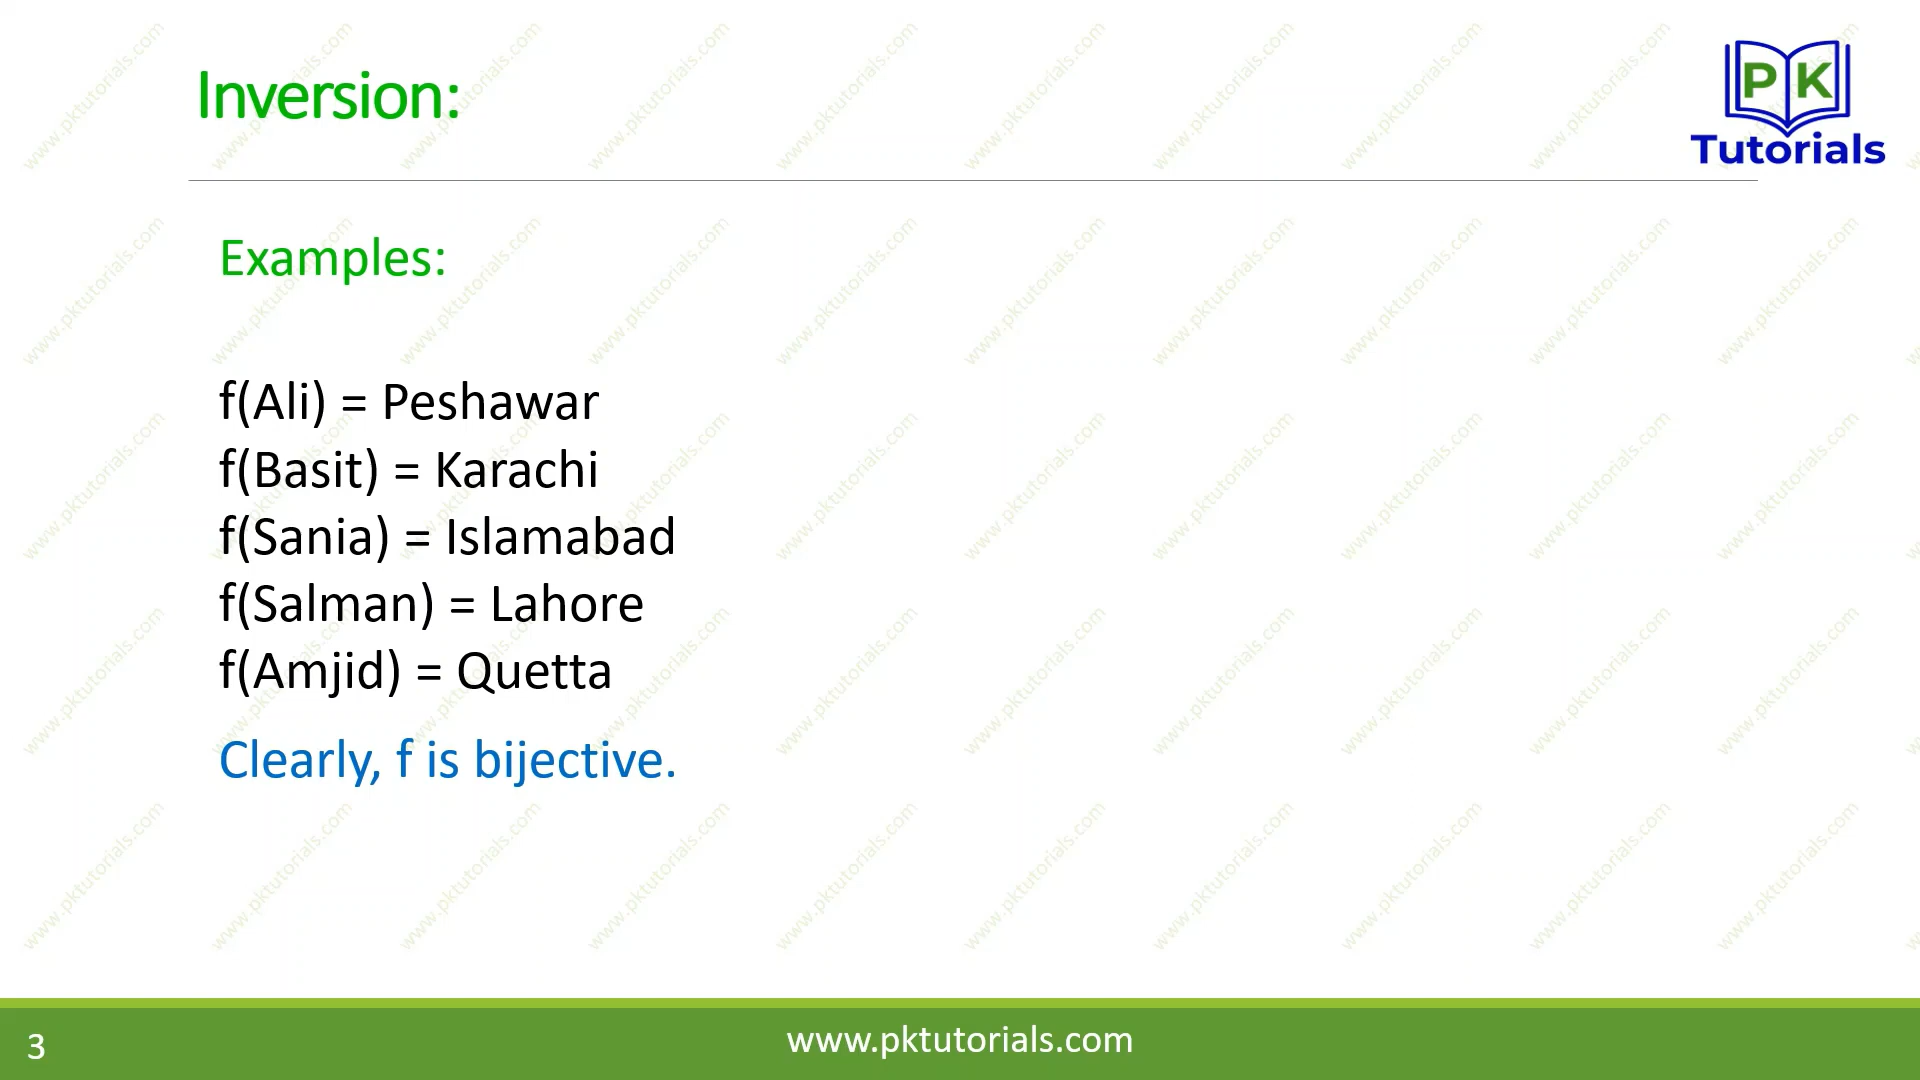 Inversion:
P K
Tutorials
Examples:
f(Ali) = Peshawar
f(Basit) = Karachi
f(Sania) = Islamabad
f(Salman) = Lahore
f(Amjid) = Quetta
Clearly, f is bijective.
3
www.pktutorials.com